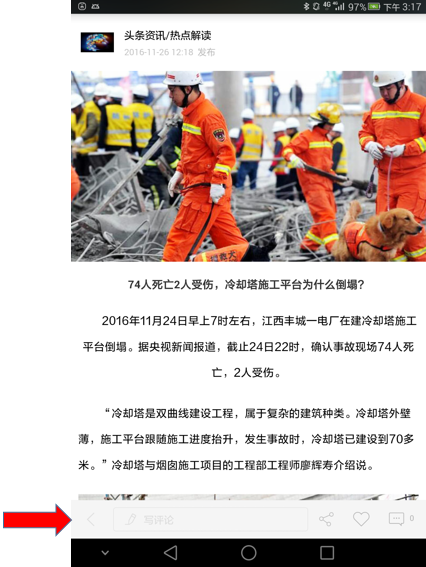 4G 97% 下午 3:17
头条资讯/热点解读
2016-11-26 12:18 发布
74人死亡2人受伤，冷却塔施工平台为什么倒塌?
2016年11月24日早上7时左右，江西丰城一电厂在建冷却塔施工
平台倒塌。据央视新闻报道，截止24日22时，确认事故现场74人死
亡，2人受伤。
“冷却塔是双曲线建设工程，属于复杂的建筑种类。冷却塔外壁
薄，施工平台跟随施工进度抬升，发生事故时，冷却塔已建设到70多
米。”冷却塔与烟囱施工项目的工程部工程师廖辉寿介绍说。
写评论 0